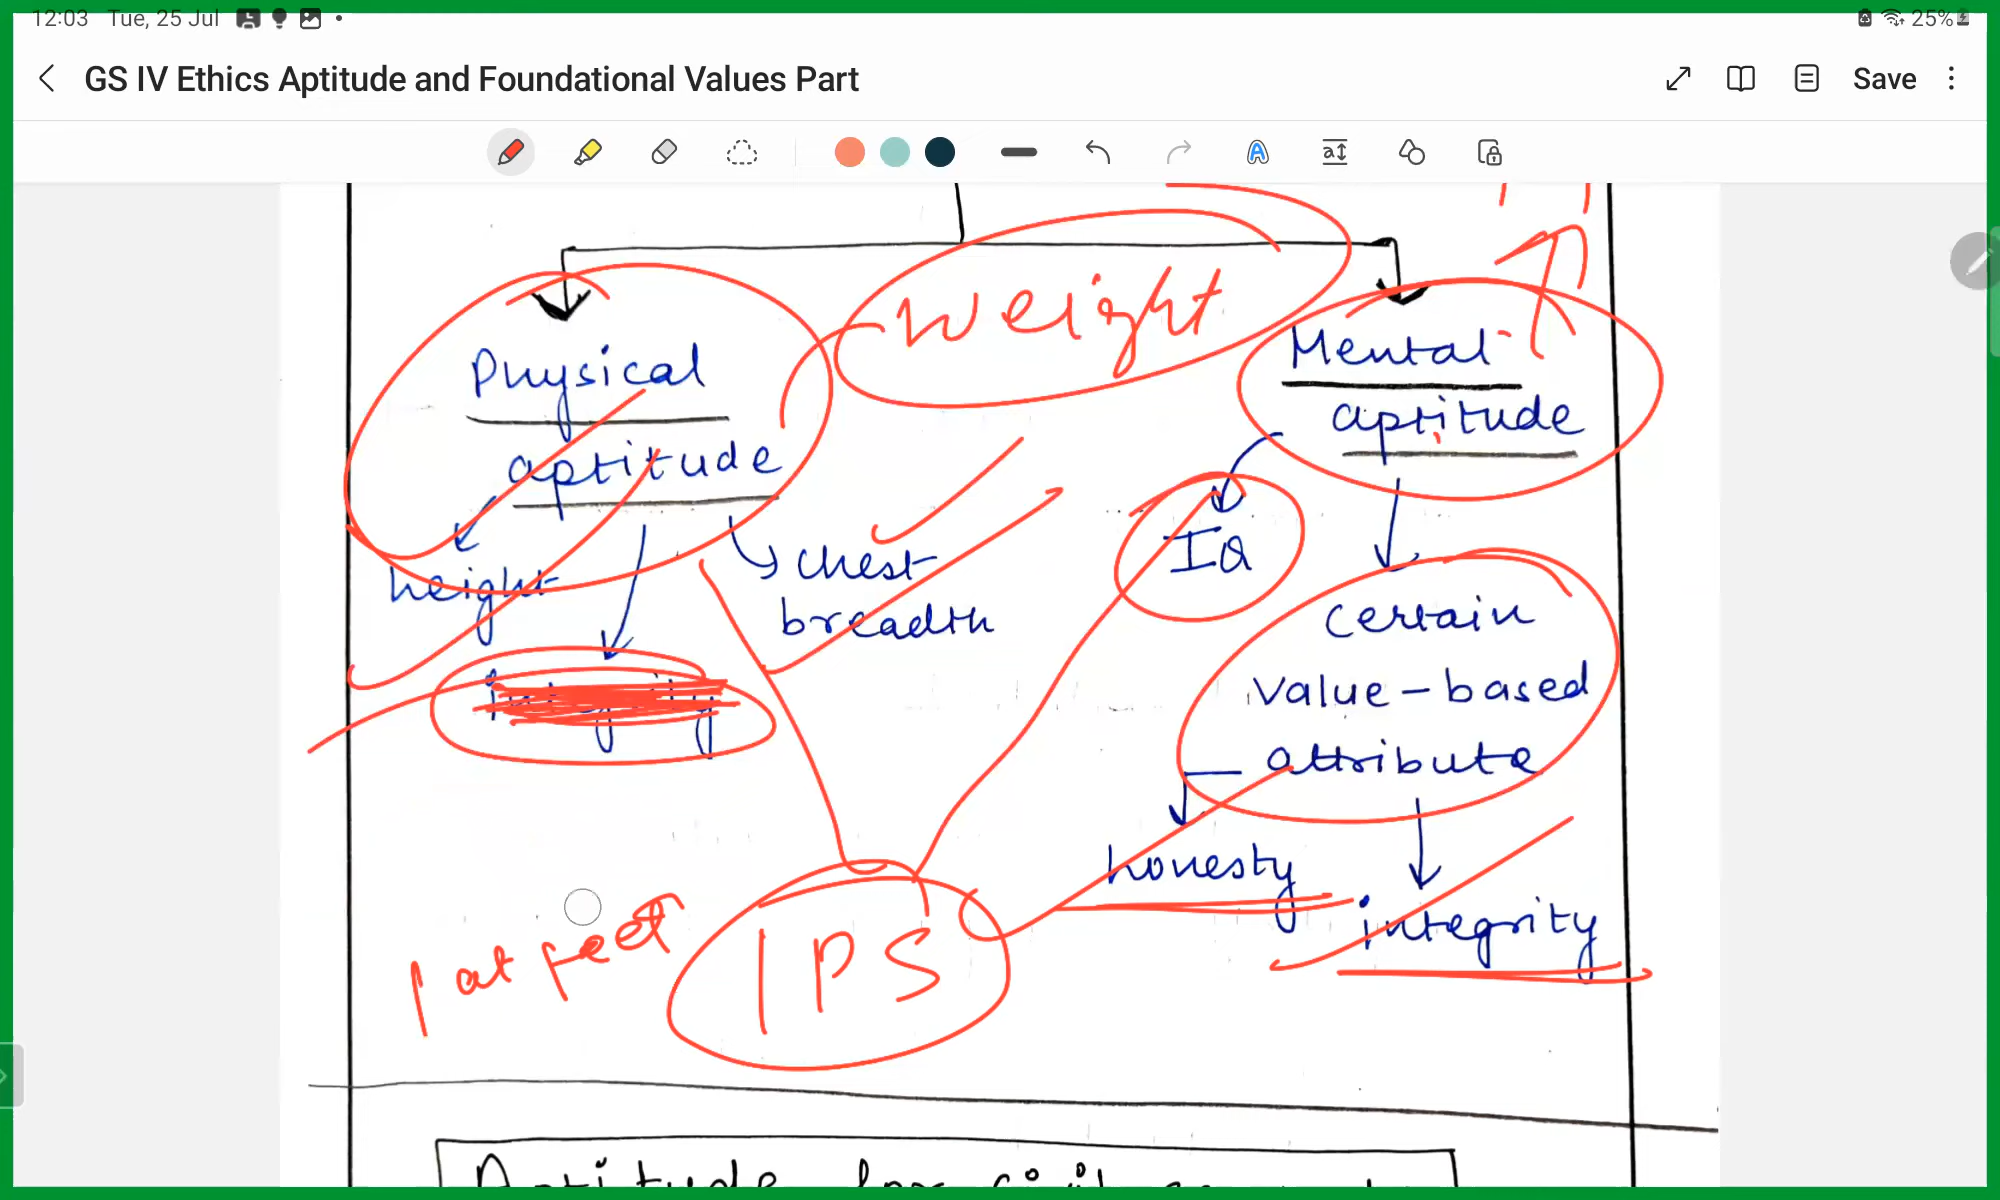 12:03 Tue, 25 Jul
25%
GS IV Ethics Aptitude and Foundational Values Part
Save
Weight
Physical
aptitude
Mental
aptitude
height
chest
breadth
IQ
certain
value-based
attribute
honesty
integrity
at feet
IPS